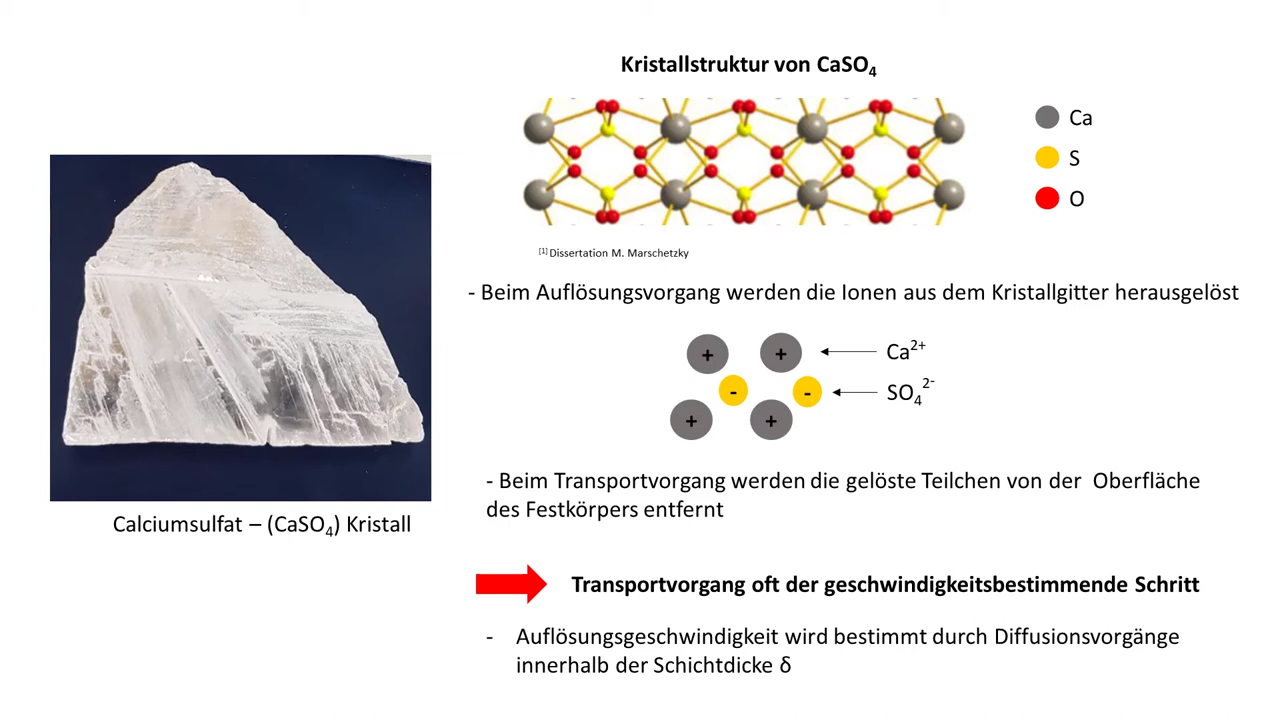 Kristallstruktur von CaSO₄
Ca
S
O
[1] Dissertation M. Marschetzky
- Beim Auflösungsvorgang werden die Ionen aus dem Kristallgitter herausgelöst
+ +
Ca²⁺
- -
SO₄²⁻
+ +
- Beim Transportvorgang werden die gelöste Teilchen von der Oberfläche
des Festkörpers entfernt
Calciumsulfat – (CaSO₄) Kristall
Transportvorgang oft der geschwindigkeitsbestimmende Schritt
- Auflösungsgeschwindigkeit wird bestimmt durch Diffusionsvorgänge
innerhalb der Schichtdicke δ